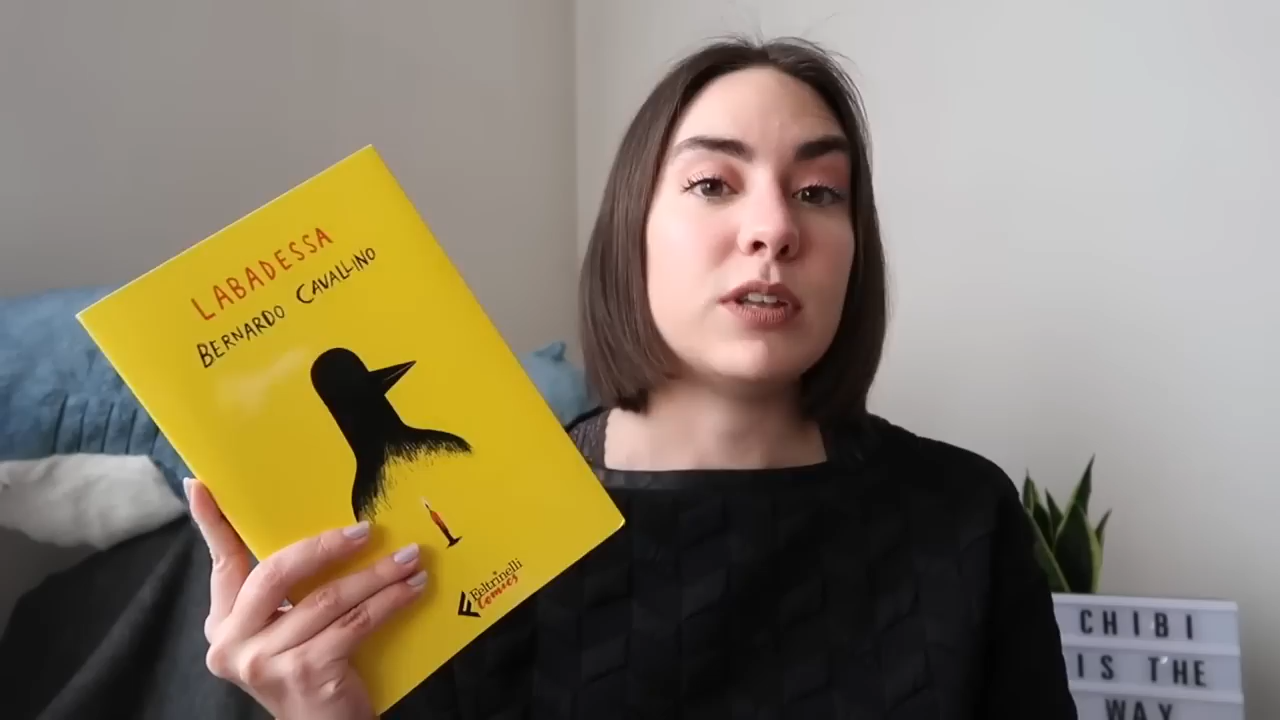 LABADESSA
BERNARDO CAVALLINO
Feltrinelli
Comics
CHIBI
IS THE
WAY